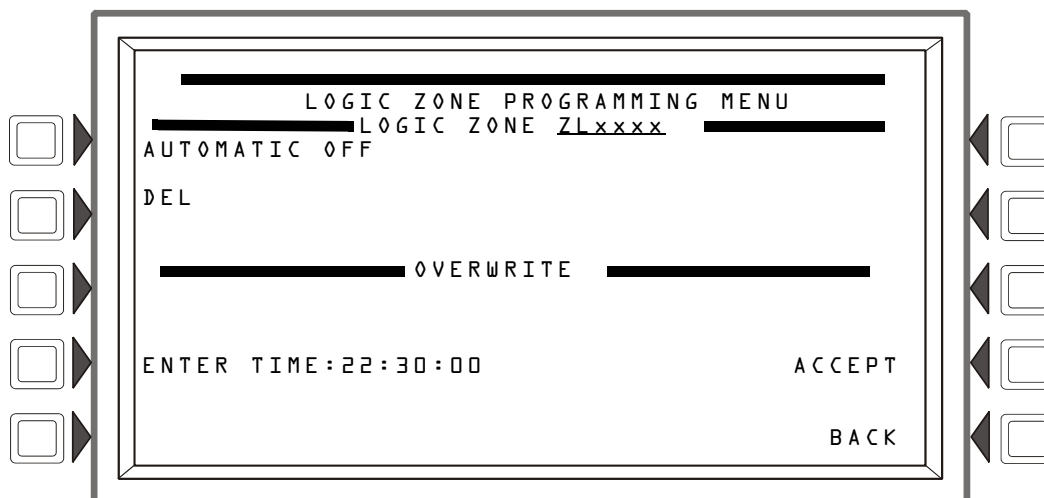 LOGIC ZONE PROGRAMMING MENU
LOGIC ZONE ZLxxxx
AUTOMATIC OFF
DEL
OVERWRITE
ENTER TIME:22:30:00 ACCEPT
BACK